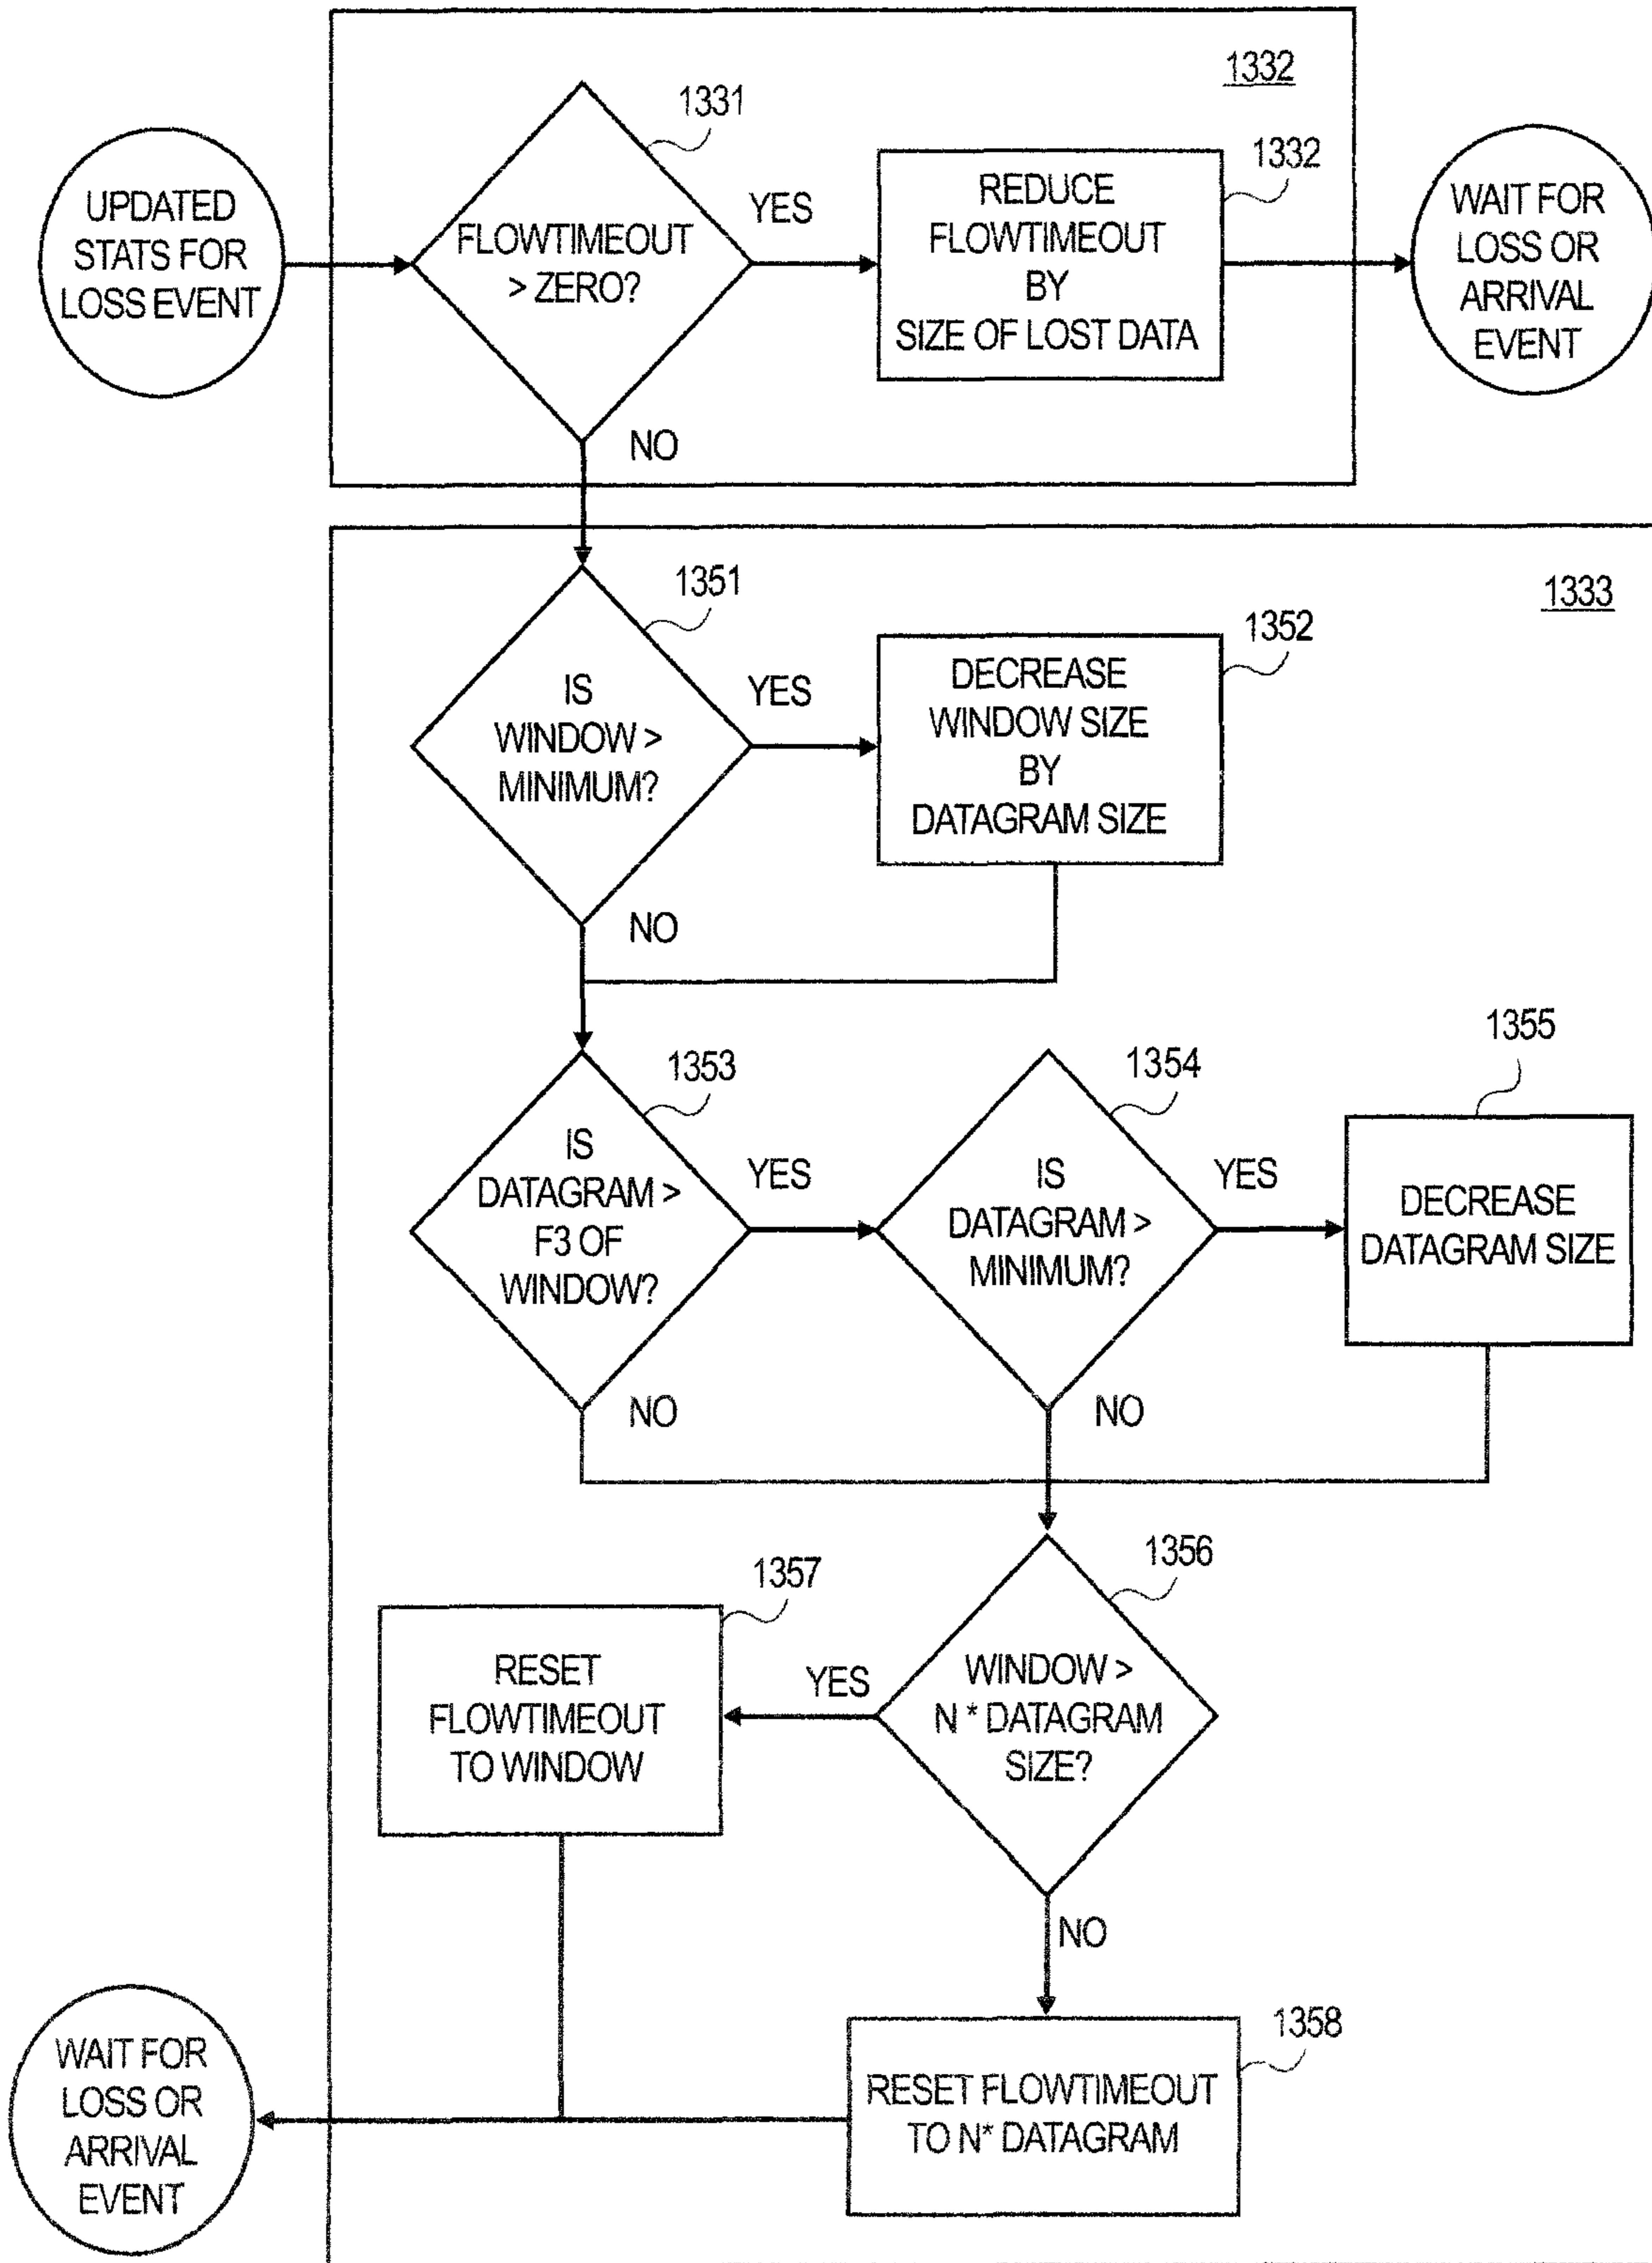 1332
1331
1332
UPDATED
STATS FOR
LOSS EVENT
FLOWTIMEOUT
> ZERO?
YES
REDUCE
FLOWTIMEOUT
BY
SIZE OF LOST DATA
WAIT FOR
LOSS OR
ARRIVAL
EVENT
NO
1333
1351
1352
IS
WINDOW >
MINIMUM?
YES
DECREASE
WINDOW SIZE
BY
DATAGRAM SIZE
NO
1353
1354
1355
IS
DATAGRAM >
F3 OF
WINDOW?
YES
IS
DATAGRAM >
MINIMUM?
YES
DECREASE
DATAGRAM SIZE
NO
NO
1356
1357
WINDOW >
N * DATAGRAM
SIZE?
YES
RESET
FLOWTIMEOUT
TO WINDOW
NO
1358
RESET FLOWTIMEOUT
TO N* DATAGRAM
WAIT FOR
LOSS OR
ARRIVAL
EVENT